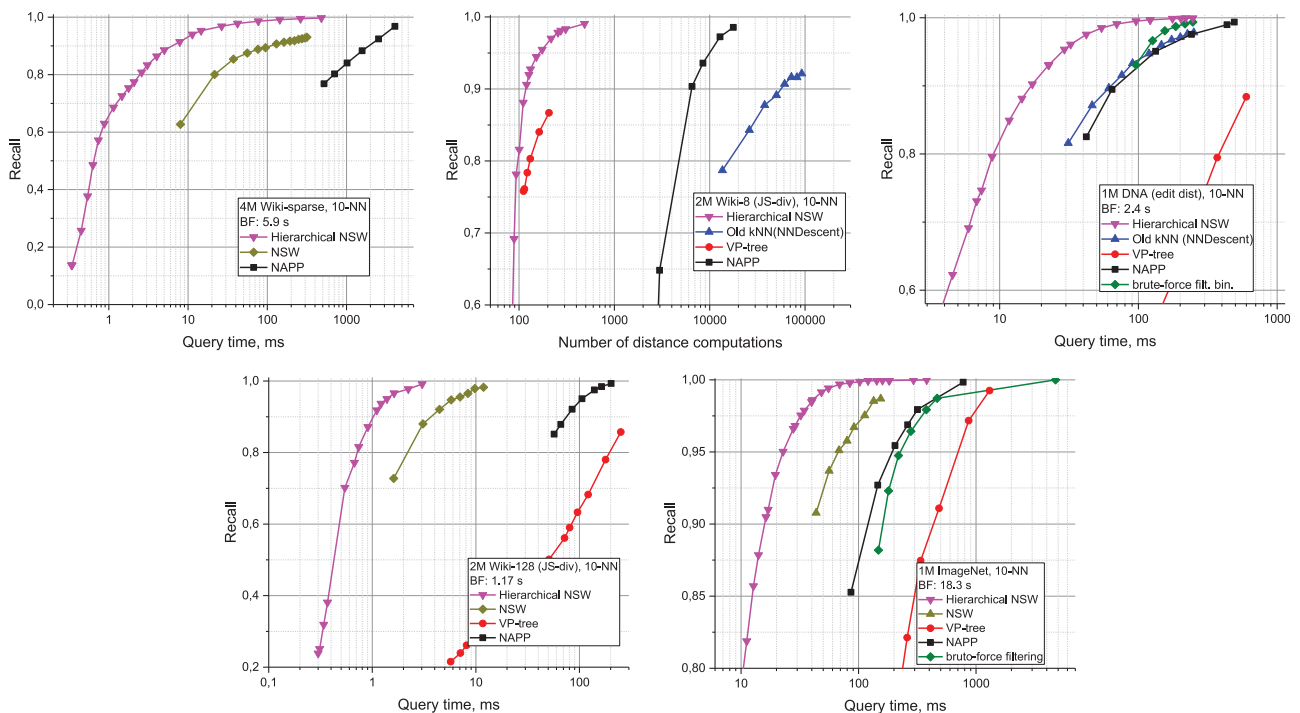 1,0
0,8
0,6
0,4
0,2
0,0
Recall
4M Wiki-sparse, 10-NN
BF: 5.9 s
Hierarchical NSW
NSW
NAPP
1
10
100
1000
Query time, ms
1,0
0,9
0,8
0,7
0,6
Recall
2M Wiki-8 (JS-div), 10-NN
Hierarchical NSW
Old kNN(NNDescent)
VP-tree
NAPP
100
1000
10000
100000
Number of distance computations
1,0
0,8
0,6
Recall
1M DNA (edit dist), 10-NN
BF: 2.4 s
Hierarchical NSW
Old kNN (NNDescent)
VP-tree
NAPP
brute-force filt. bin.
10
100
1000
Query time, ms
1,0
0,8
0,6
0,4
0,2
Recall
2M Wiki-128 (JS-div), 10-NN
BF: 1.17 s
Hierarchical NSW
NSW
VP-tree
NAPP
0,1
1
10
100
Query time, ms
1,00
0,95
0,90
0,85
0,80
Recall
1M ImageNet, 10-NN
BF: 18.3 s
Hierarchical NSW
NSW
VP-tree
NAPP
bruto-force filtering
10
100
1000
Query time, ms